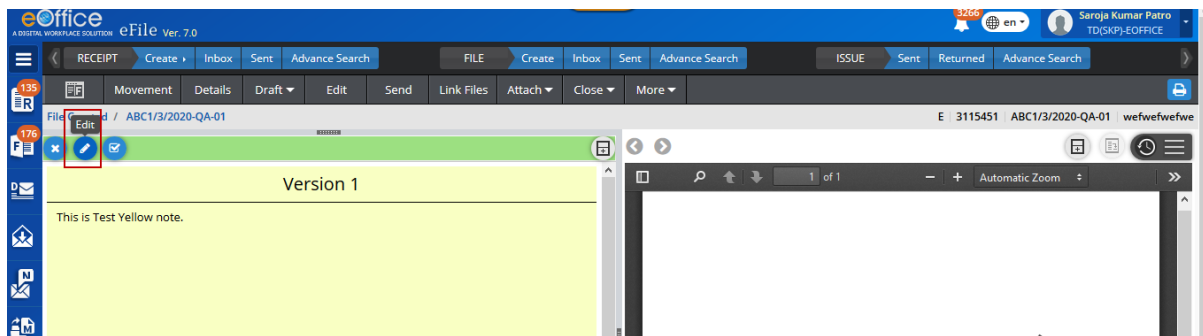 eOffice
A DIGITAL WORKPLACE SOLUTION eFile Ver. 7.0
3266 en Saroja Kumar Patro
TD(SKP)-EOFFICE
RECEIPT Create Inbox Sent Advance Search FILE Create Inbox Sent Advance Search ISSUE Sent Returned Advance Search
135 R Movement Details Draft Edit Send Link Files Attach Close More
/ ABC1/3/2020-QA-01 E 3115451 ABC1/3/2020-QA-01 wefwefwefwe
Edit
176 F
Version 1
1 of 1 Automatic Zoom
This is Test Yellow note.
D
N
M